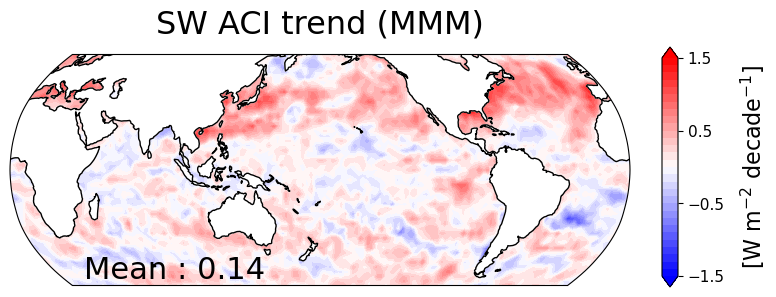 SW ACI trend (MMM)
Mean : 0.14
1.5
0.5
−0.5
−1.5
[W m⁻² decade⁻¹]